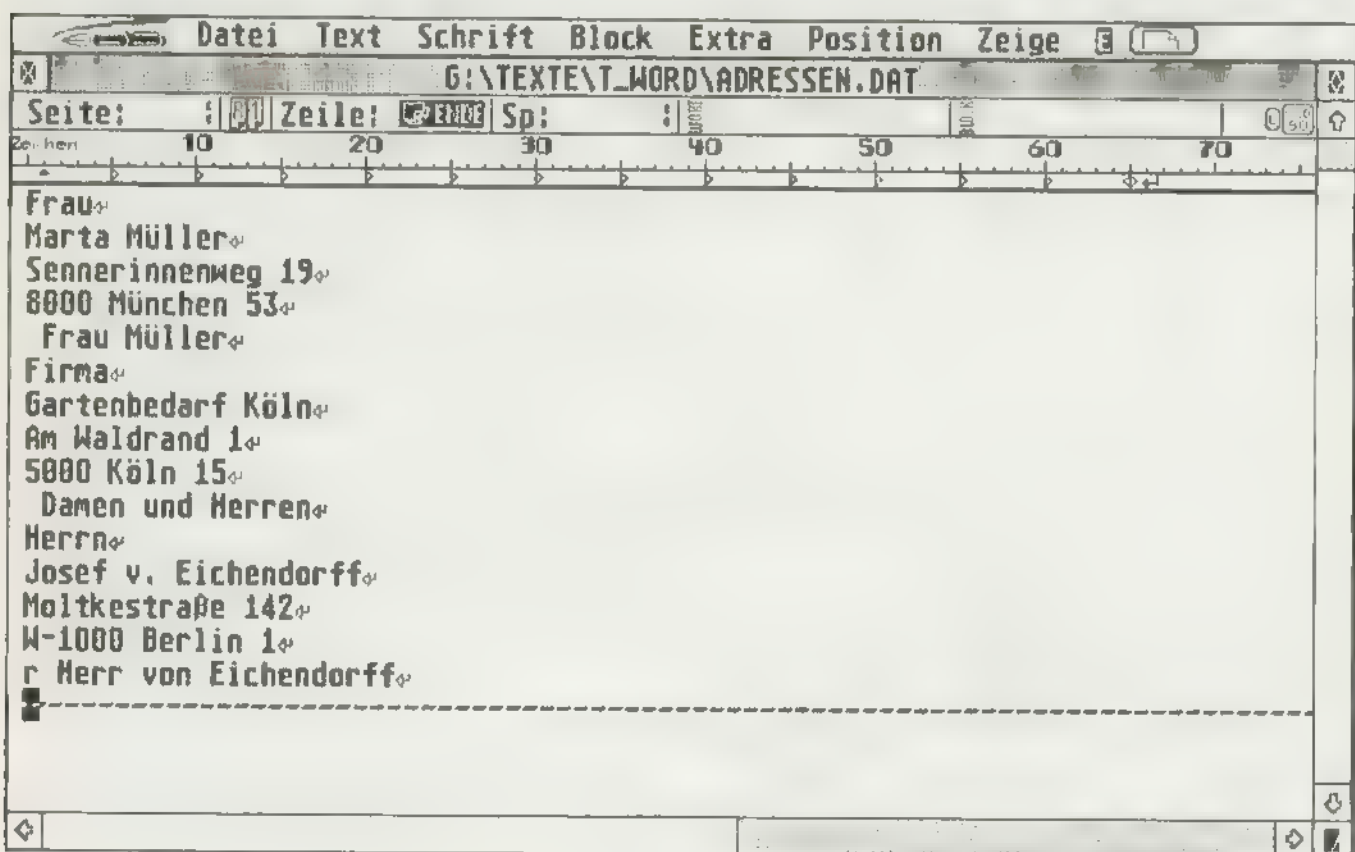 Datei Text Schrift Block Extra Position Zeige
G:\TEXTE\T_WORD\ADRESSEN.DAT
Seite: Zeile: ENDE Sp:
Zeichen 10 20 30 40 50 60 70
Frau
Marta Müller
Sennerinnenweg 19
8000 München 53
Frau Müller
Firma
Gartenbedarf Köln
Am Waldrand 1
5000 Köln 15
Damen und Herren
Herrn
Josef v. Eichendorff
Moltkestraße 142
W-1000 Berlin 1
r Herr von Eichendorff